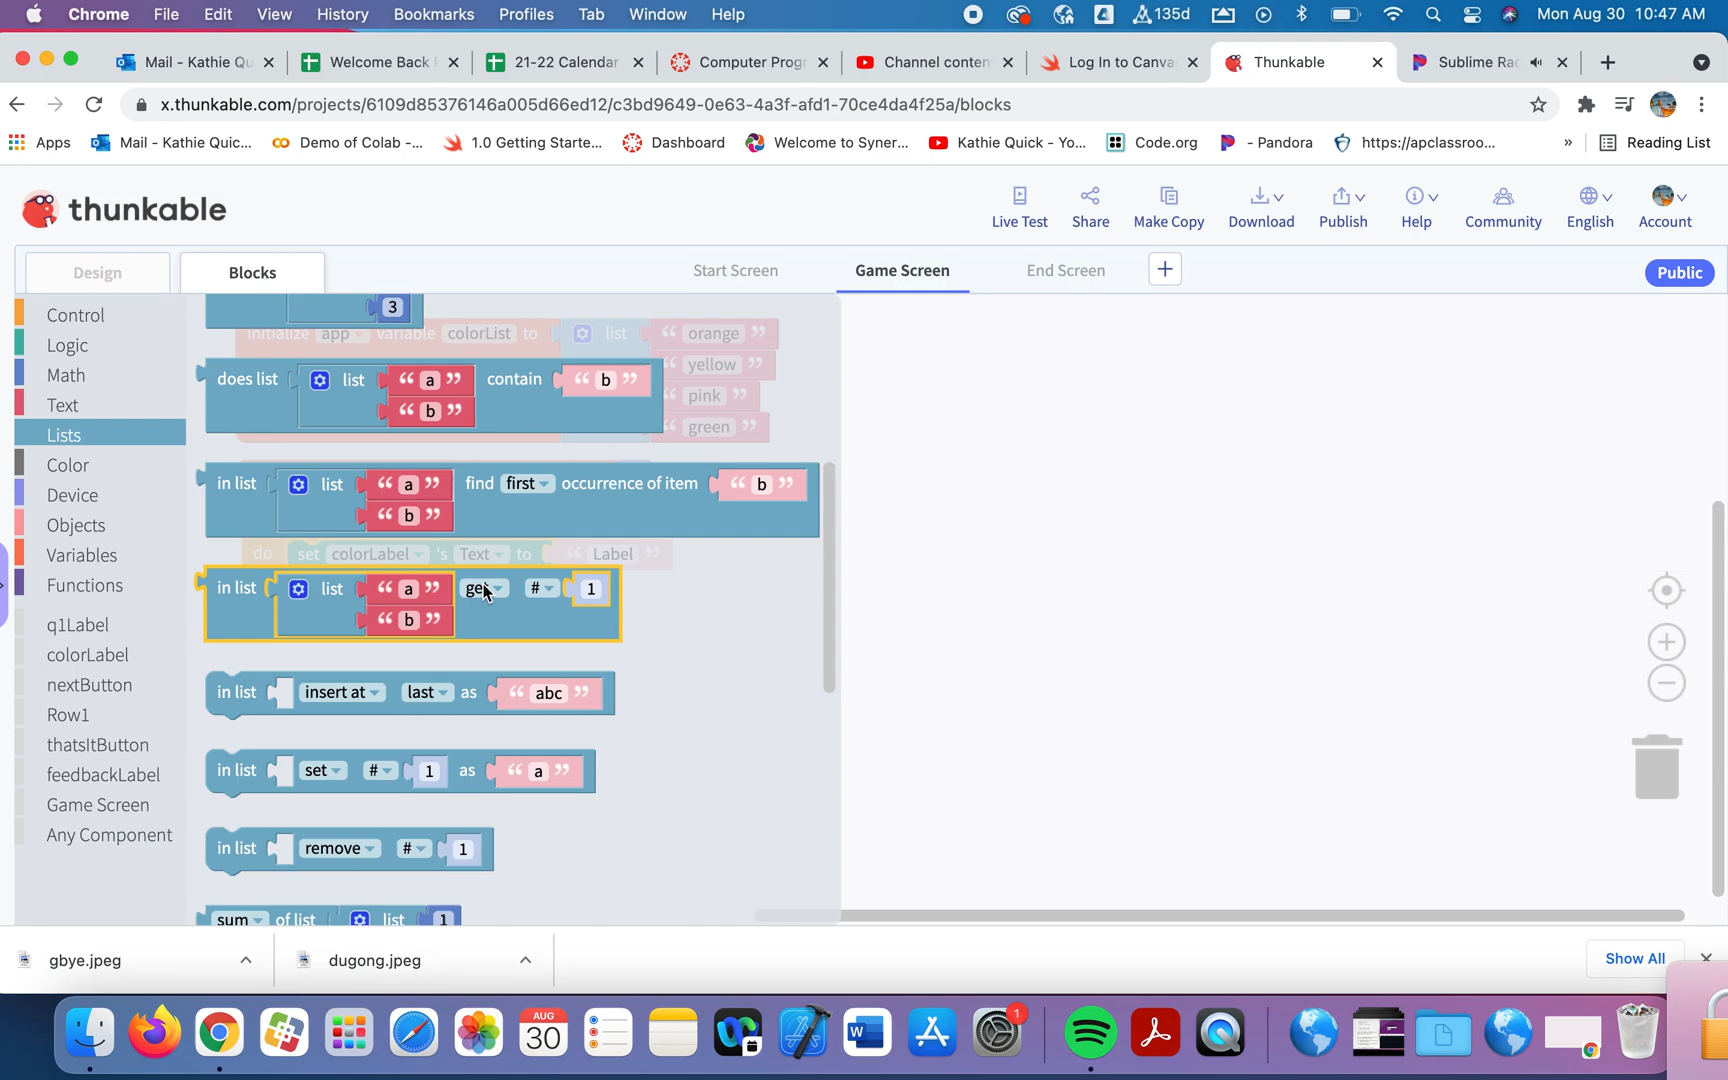 Chrome File Edit View History Bookmarks Profiles Tab Window Help 135d Mon Aug 30 10:47 AM
Mail - Kathie Qu Welcome Back 21-22 Calendar Computer Prog Channel conten Log In to Canva Thunkable Sublime Ra
x.thunkable.com/projects/6109d85376146a005d66ed12/c3bd9649-0e63-4a3f-afd1-70ce4da4f25a/blocks
Apps Mail - Kathie Quic... Demo of Colab -... 1.0 Getting Starte... Dashboard Welcome to Syner... Kathie Quick - Yo... Code.org - Pandora https://apclassroo... » Reading List
thunkable
Live Test Share Make Copy Download Publish Help Community English Account
Design Blocks Start Screen Game Screen End Screen + Public
Control
Logic
Math
Text
Lists
Color
Device
Objects
Variables
Functions
q1Label
colorLabel
nextButton
Row1
thatsItButton
feedbackLabel
Game Screen
Any Component
3
initialize app variable colorList to list “ orange ”
“ yellow ”
“ pink ”
“ green ”
does list list “ a ” contain “ b ”
“ b ”
in list list “ a ” find first occurrence of item “ b ”
“ b ”
do set colorLabel 's Text to “ Label ”
in list list “ a ” get # 1
“ b ”
in list insert at last as “ abc ”
in list set # 1 as “ a ”
in list remove # 1
sum of list list 1
gbye.jpeg dugong.jpeg Show All
AUG
30
W
1